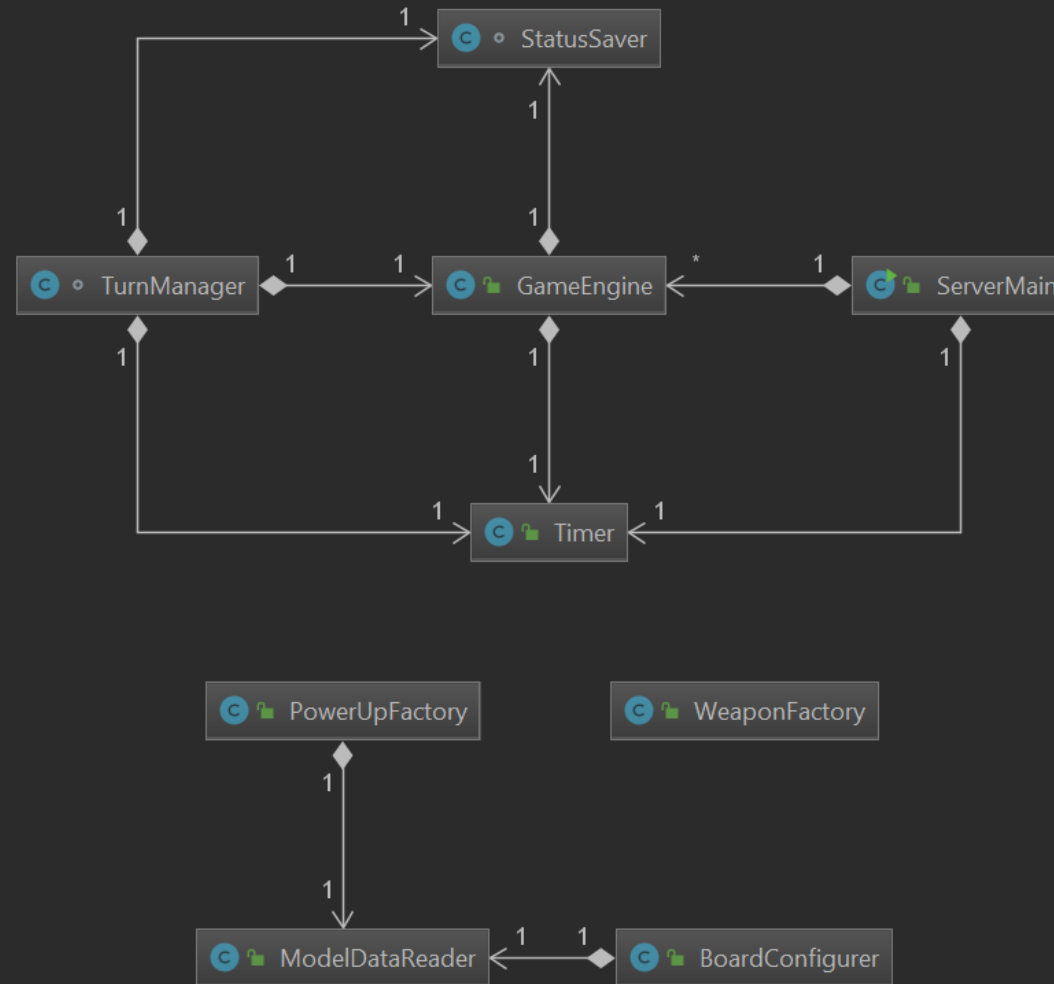 1
C StatusSaver
1
1
1
C TurnManager
1
1
C GameEngine
*
1
C ServerMain
1
1
1
1
1
1
C Timer
C PowerUpFactory
C WeaponFactory
1
1
C ModelDataReader
1
1
C BoardConfigurer